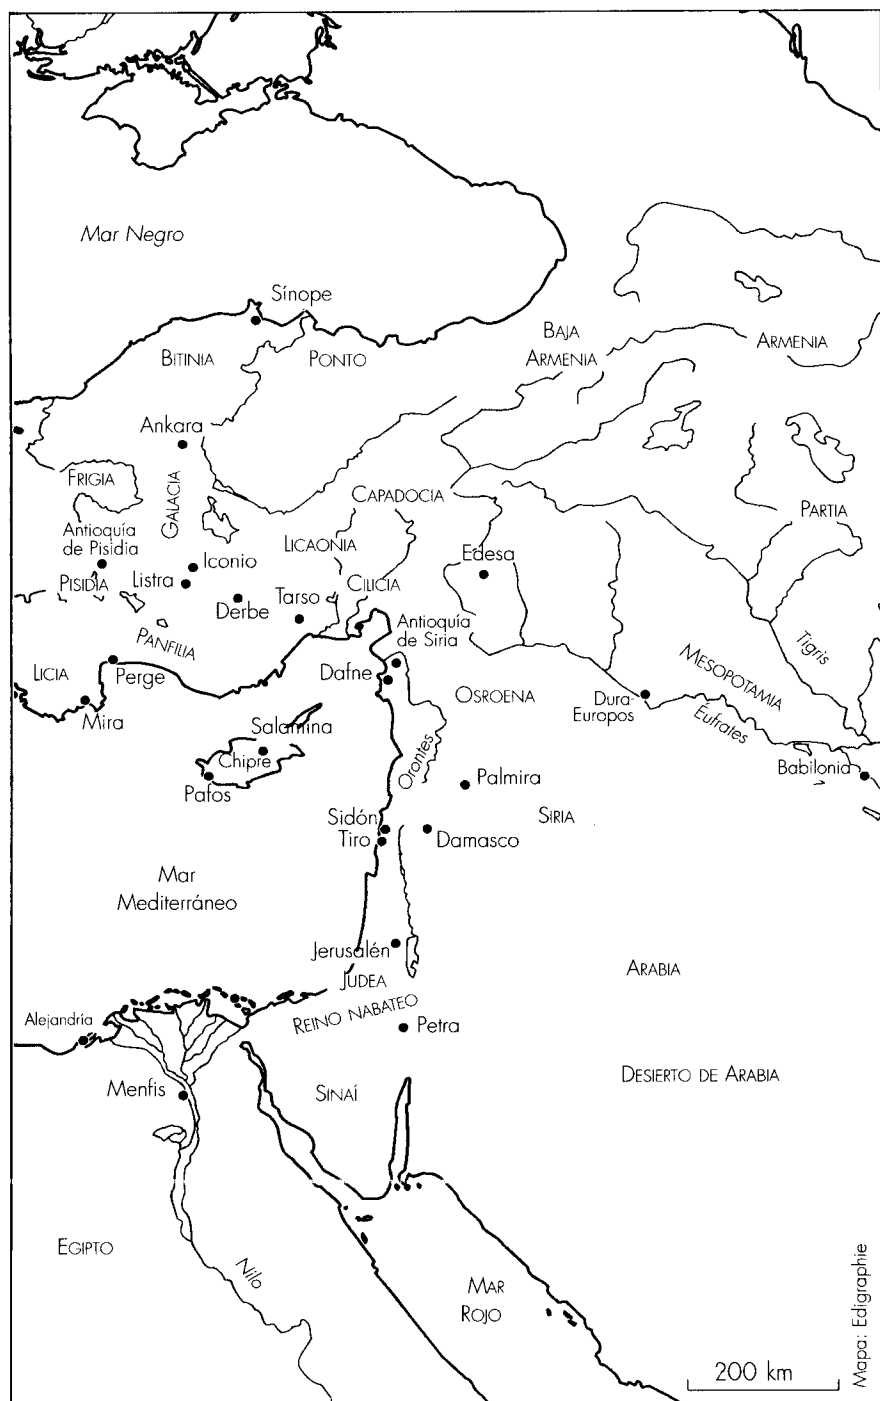 Mar Negro
Sínope
BITINIA
PONTO
BAJA
ARMENIA
ARMENIA
Ankara
FRIGIA
GALACIA
CAPADOCIA
PARTIA
Antioquía
de Pisidia
LICAONIA
Iconio
Edesa
PISIDIA
Listra
CILICIA
Derbe
Tarso
Antioquía
de Siria
PANFILIA
Tigris
LICIA
Perge
Dafne
MESOPOTAMIA
OSROENA
Dura-
Europos
Mira
Éufrates
Salamina
Chipre
Orontes
Babilonia
Pafos
Palmira
Sidón
SIRIA
Tiro
Damasco
Mar
Mediterráneo
Jerusalén
ARABIA
JUDEA
REINO NABATEO
Alejandría
Petra
DESIERTO DE ARABIA
Menfis
SINAÍ
EGIPTO
Nilo
MAR
ROJO
200 km
Mapa: Edigraphie